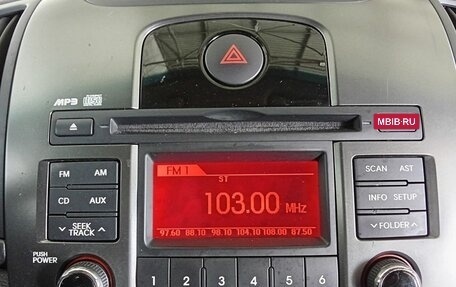 MP3
MBIB-RU
FM AM
SCAN AST
FM 1
ST
CD AUX
103.00 MHz
INFO SETUP
SEEK
TRACK
FOLDER
97.60 88.10 98.10 104.10 108.00 87.50
PUSH
POWER
1 2 3 4 5 6